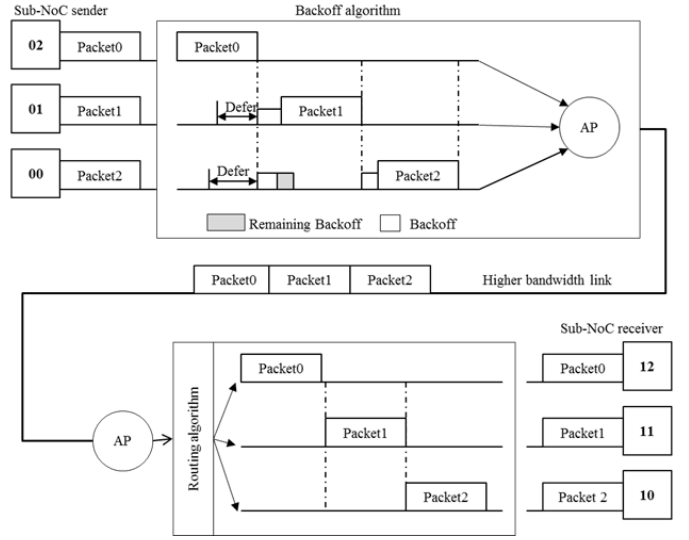 Sub-NoC sender
Backoff algorithm
02
Packet0
Packet0
01
Packet1
Defer
Packet1
AP
00
Packet2
Defer
Packet2
Remaining Backoff
Backoff
Packet0
Packet1
Packet2
Higher bandwidth link
Sub-NoC receiver
AP
Routing algorithm
Packet0
Packet0
12
Packet1
Packet1
11
Packet2
Packet 2
10